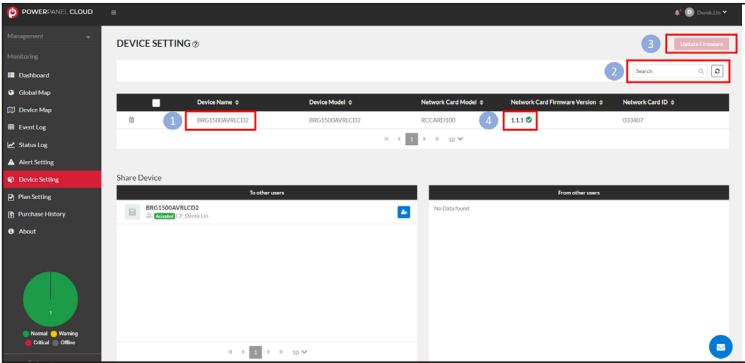 POWERPANEL CLOUD
Derek.Lin
Management
Monitoring
Dashboard
Global Map
Device Map
Event Log
Status Log
Alert Setting
Device Setting
Plan Setting
Purchase History
About
1
Normal Warning
Critical Offline
DEVICE SETTING
3
Update Firmware
2
Search
Device Name Device Model Network Card Model Network Card Firmware Version Network Card ID
1 BRG1500AVRLCD2 BRG1500AVRLCD2 RCCARD100 4 1.1.1 033407
1 10
Share Device
To other users
BRG1500AVRLCD2
Accepted CP_Derek Lin
1 10
From other users
No Data found